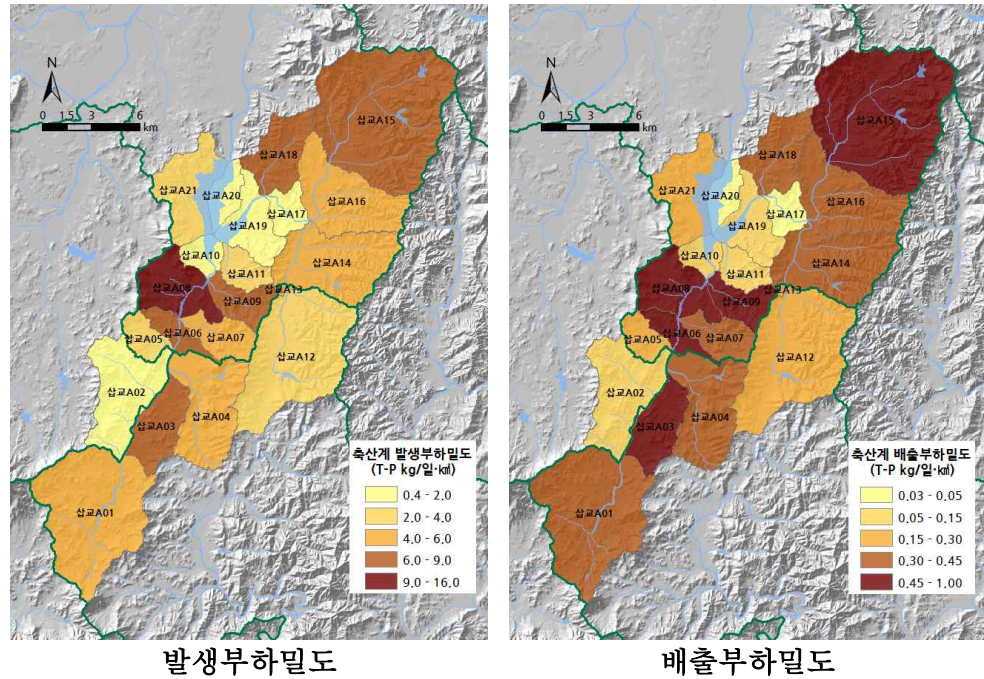 N
0 1.5 3 6
km
삽교A15
삽교A18
삽교A21
삽교A20
삽교A16
삽교A17
삽교A19
삽교A10
삽교A14
삽교A11
삽교A08
삽교A13
삽교A09
삽교A06
삽교A05
삽교A07
삽교A12
삽교A02
삽교A04
삽교A03
삽교A01
축산계 발생부하밀도
(T-P kg/일·㎢)
0.4 - 2.0
2.0 - 4.0
4.0 - 6.0
6.0 - 9.0
9.0 - 16.0
발생부하밀도
N
0 1.5 3 6
km
삽교A15
삽교A18
삽교A21
삽교A20
삽교A16
삽교A17
삽교A19
삽교A10
삽교A14
삽교A11
삽교A08
삽교A13
삽교A09
삽교A06
삽교A05
삽교A07
삽교A12
삽교A02
삽교A04
삽교A03
삽교A01
축산계 배출부하밀도
(T-P kg/일·㎢)
0.03 - 0.05
0.05 - 0.15
0.15 - 0.30
0.30 - 0.45
0.45 - 1.00
배출부하밀도